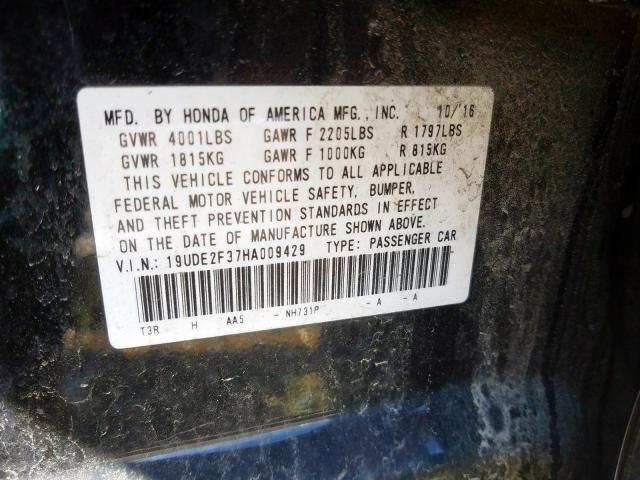 MFD. BY HONDA OF AMERICA MFG., INC. 10/'16
GVWR 4001LBS GAWR F 2205LBS R 1797LBS
GVWR 1815KG GAWR F 1000KG R 815KG
THIS VEHICLE CONFORMS TO ALL APPLICABLE
FEDERAL MOTOR VEHICLE SAFETY, BUMPER,
AND THEFT PREVENTION STANDARDS IN EFFECT
ON THE DATE OF MANUFACTURE SHOWN ABOVE.
V.I.N.: 19UDE2F37HA009429 TYPE: PASSENGER CAR
T3R H AA5 - NH731P - A - A